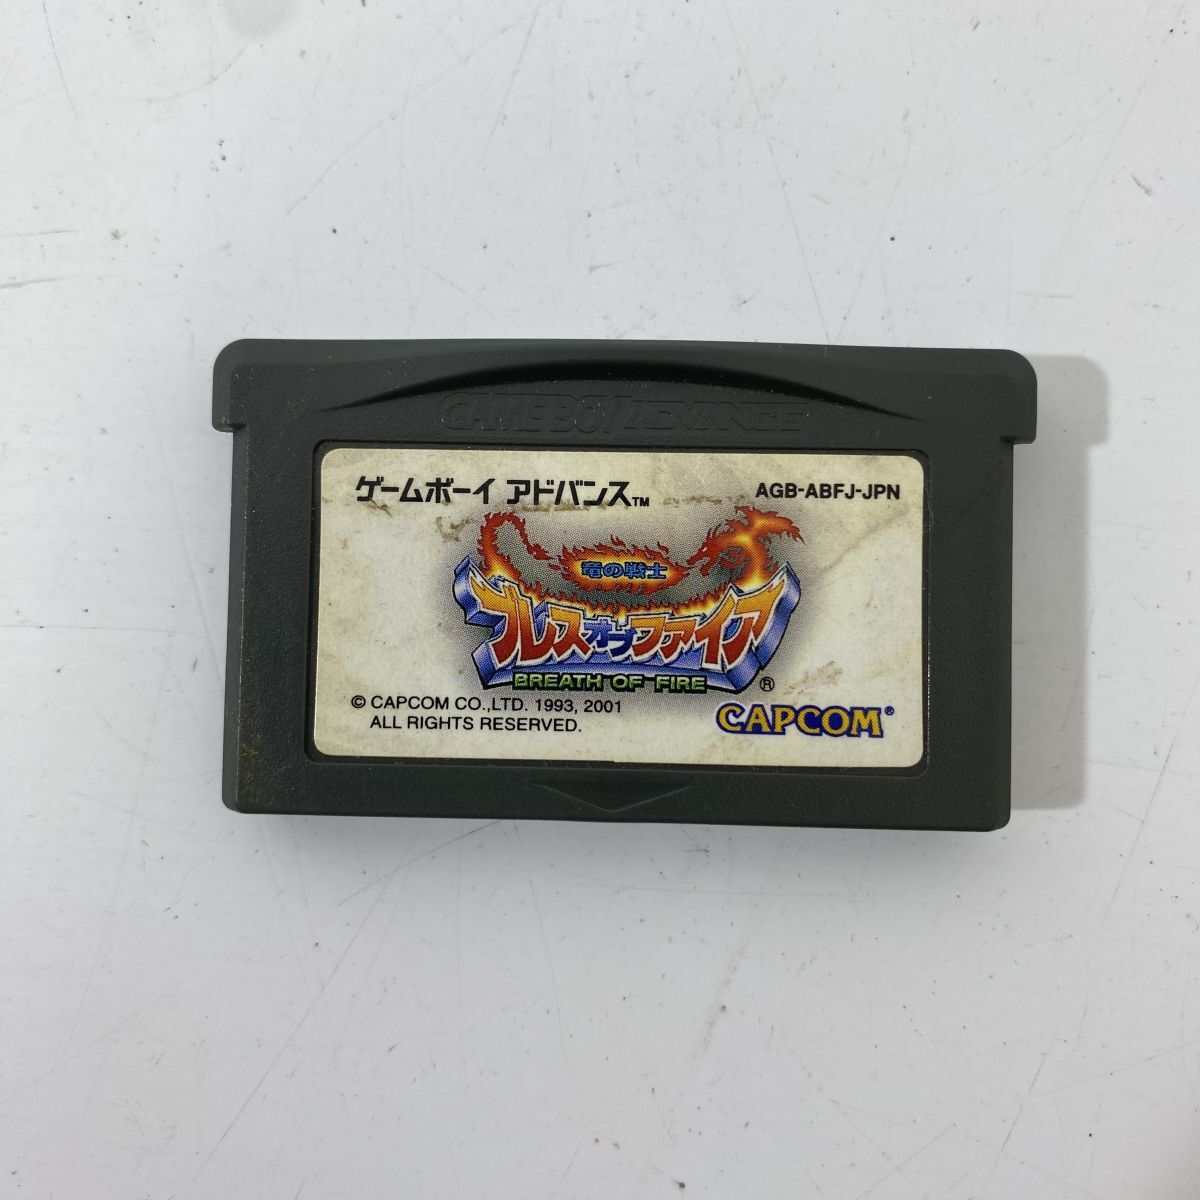 GAME BOY ADVANCE
ゲームボーイ アドバンス™
AGB-ABFJ-JPN
竜の戦士
ブレス オブ ファイア
BREATH OF FIRE ®
© CAPCOM CO.,LTD. 1993, 2001
ALL RIGHTS RESERVED.
CAPCOM®